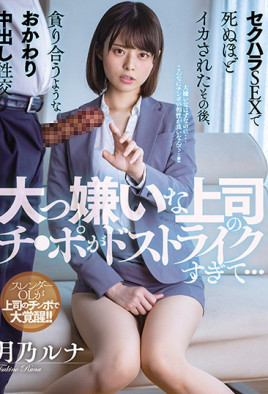 セクハラSEXで
死ぬほど
イカされたその後、
貪り合うような
おかわり
中出し性交
大っ嫌いな上司の
チ●ポがドストライク
すぎて…
スレンダーOLが
上司のチンポで
大覚醒!!
月乃ルナ